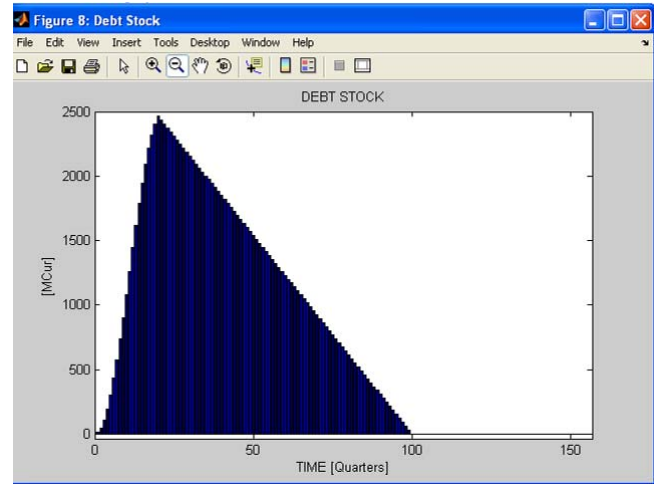 Figure 8: Debt Stock
File Edit View Insert Tools Desktop Window Help
DEBT STOCK
2500
2000
1500
1000
500
0
[MCur]
0 50 100 150
TIME [Quarters]